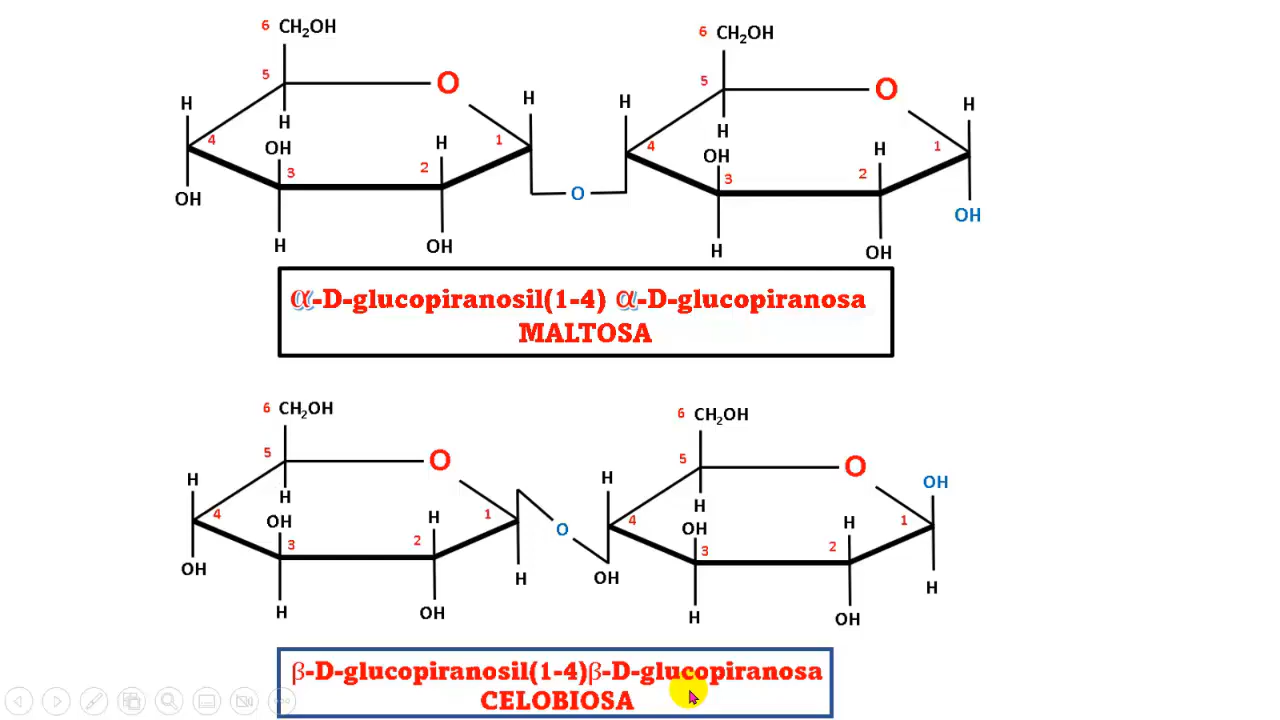 6 CH₂OH
6 CH₂OH
5 O
5 O
H H H H
H H
4 OH 1
4 OH 1
H H
3 2
3 2
OH O OH
H OH
H OH
α-D-glucopiranosil(1-4) α-D-glucopiranosa
MALTOSA
6 CH₂OH
6 CH₂OH
5 O
5 O
H H OH
H H
4 OH H 1
O
4 OH H 1
3 2
3 2
OH H OH H
H OH
H OH
β-D-glucopiranosil(1-4)β-D-glucopiranosa
CELOBIOSA